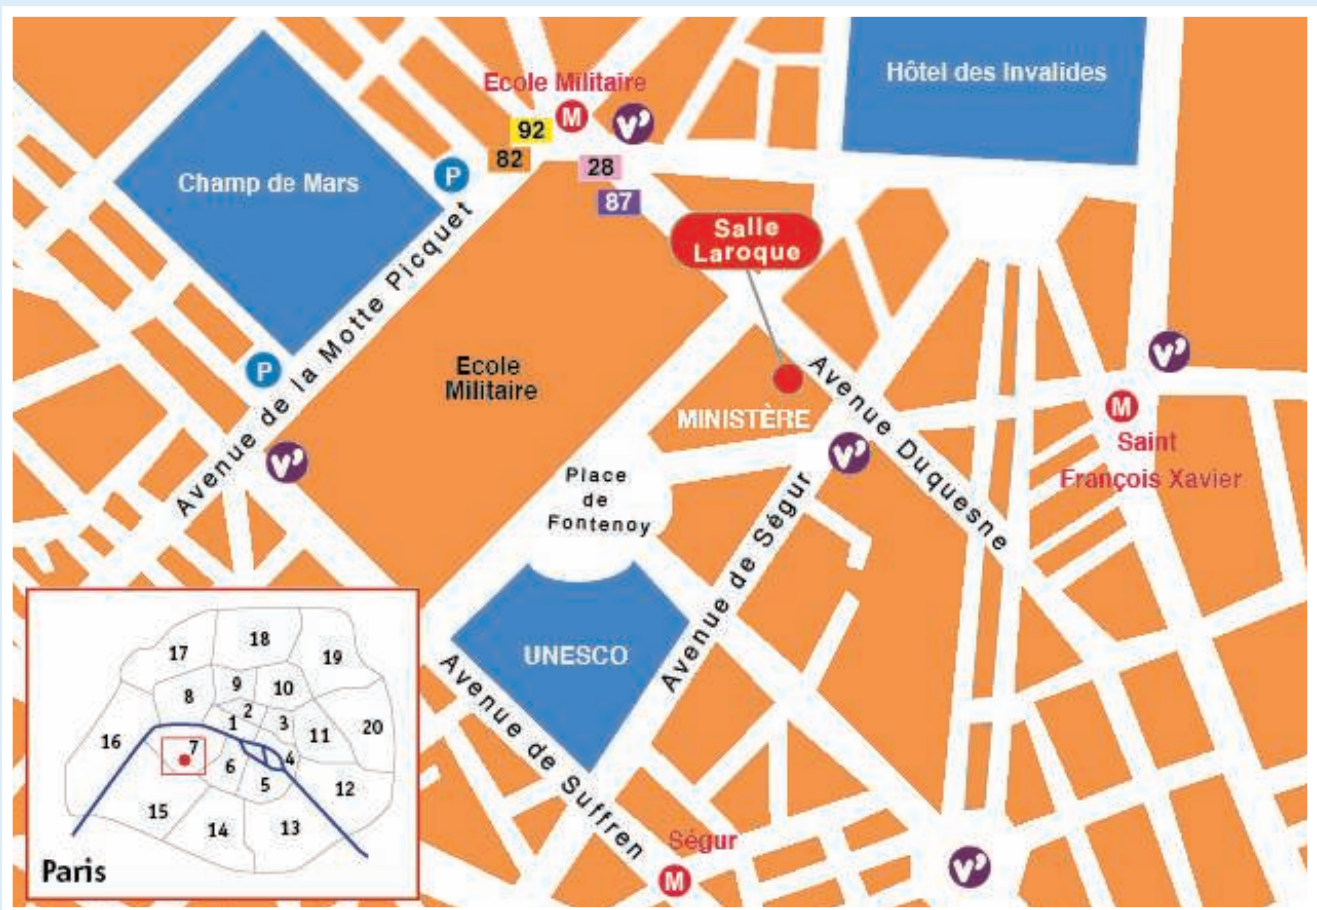 Hôtel des Invalides
Ecole Militaire
M
V'
92
82
28
87
P
Champ de Mars
Salle
Laroque
Avenue de la Motte Picquet
Ecole
Militaire
P
V'
MINISTÈRE
Avenue Duquesne
V'
M
Saint
François Xavier
V'
Place
de
Fontenoy
Avenue de Ségur
UNESCO
Avenue de Suffren
Ségur
M
V'
17
18
19
8
9
10
16
1
2
3
11
20
7
6
4
5
12
15
14
13
Paris